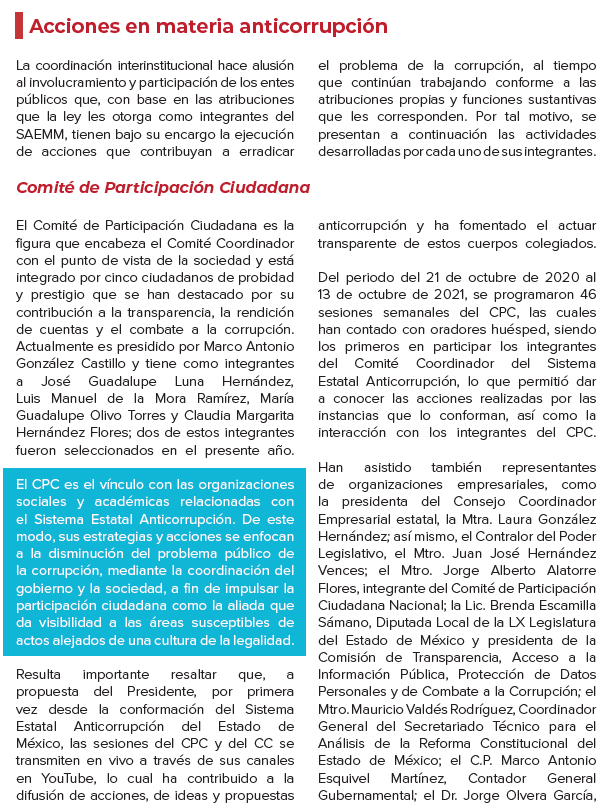 Acciones en materia anticorrupción
La coordinación interinstitucional hace alusión
al involucramiento y participación de los entes
públicos que, con base en las atribuciones
que la ley les otorga como integrantes del
SAEMM, tienen bajo su encargo la ejecución
de acciones que contribuyan a erradicar
el problema de la corrupción, al tiempo
que continúan trabajando conforme a las
atribuciones propias y funciones sustantivas
que les corresponden. Por tal motivo, se
presentan a continuación las actividades
desarrolladas por cada uno de sus integrantes.
Comité de Participación Ciudadana
El Comité de Participación Ciudadana es la
figura que encabeza el Comité Coordinador
con el punto de vista de la sociedad y está
integrado por cinco ciudadanos de probidad
y prestigio que se han destacado por su
contribución a la transparencia, la rendición
de cuentas y el combate a la corrupción.
Actualmente es presidido por Marco Antonio
González Castillo y tiene como integrantes
a José Guadalupe Luna Hernández,
Luis Manuel de la Mora Ramírez, María
Guadalupe Olivo Torres y Claudia Margarita
Hernández Flores; dos de estos integrantes
fueron seleccionados en el presente año.
El CPC es el vínculo con las organizaciones
sociales y académicas relacionadas con
el Sistema Estatal Anticorrupción. De este
modo, sus estrategias y acciones se enfocan
a la disminución del problema público de
la corrupción, mediante la coordinación del
gobierno y la sociedad, a fin de impulsar la
participación ciudadana como la aliada que
da visibilidad a las áreas susceptibles de
actos alejados de una cultura de la legalidad.
Resulta importante resaltar que, a
propuesta del Presidente, por primera
vez desde la conformación del Sistema
Estatal Anticorrupción del Estado de
México, las sesiones del CPC y del CC se
transmiten en vivo a través de sus canales
en YouTube, lo cual ha contribuido a la
difusión de acciones, de ideas y propuestas
anticorrupción y ha fomentado el actuar
transparente de estos cuerpos colegiados.
Del periodo del 21 de octubre de 2020 al
13 de octubre de 2021, se programaron 46
sesiones semanales del CPC, las cuales
han contado con oradores huésped, siendo
los primeros en participar los integrantes
del Comité Coordinador del Sistema
Estatal Anticorrupción, lo que permitió dar
a conocer las acciones realizadas por las
instancias que lo conforman, así como la
interacción con los integrantes del CPC.
Han asistido también representantes
de organizaciones empresariales, como
la presidenta del Consejo Coordinador
Empresarial estatal, la Mtra. Laura González
Hernández; así mismo, el Contralor del Poder
Legislativo, el Mtro. Juan José Hernández
Vences; el Mtro. Jorge Alberto Alatorre
Flores, integrante del Comité de Participación
Ciudadana Nacional; la Lic. Brenda Escamilla
Sámano, Diputada Local de la LX Legislatura
del Estado de México y presidenta de la
Comisión de Transparencia, Acceso a la
Información Pública, Protección de Datos
Personales y de Combate a la Corrupción; el
Mtro. Mauricio Valdés Rodríguez, Coordinador
General del Secretariado Técnico para el
Análisis de la Reforma Constitucional del
Estado de México; el C.P. Marco Antonio
Esquivel Martínez, Contador General
Gubernamental; el Dr. Jorge Olvera García,